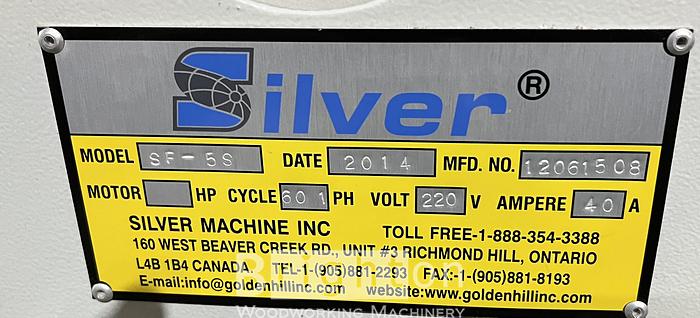 Silver®
MODEL SF-5S DATE 2014 MFD. NO. 12061508
MOTOR HP CYCLE 60 1 PH VOLT 220 V AMPERE 40 A
SILVER MACHINE INC TOLL FREE-1-888-354-3388
160 WEST BEAVER CREEK RD., UNIT #3 RICHMOND HILL, ONTARIO
L4B 1B4 CANADA. TEL-1-(905)881-2293 FAX:-1-(905)881-8193
E-mail:info@goldenhillinc.com website:www.goldenhillinc.com
WOODWORKING MACHINERY